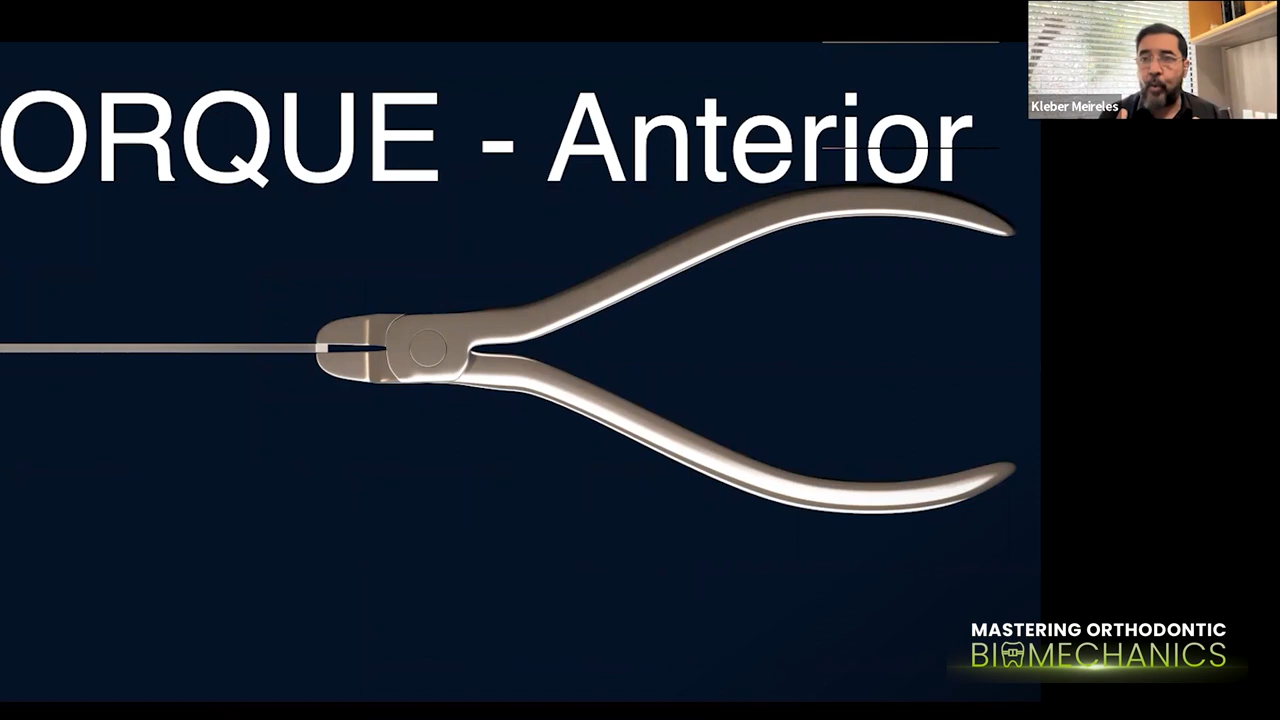 ORQUE - Anterior
Kleber Meireles
MASTERING ORTHODONTIC
BIOMECHANICS